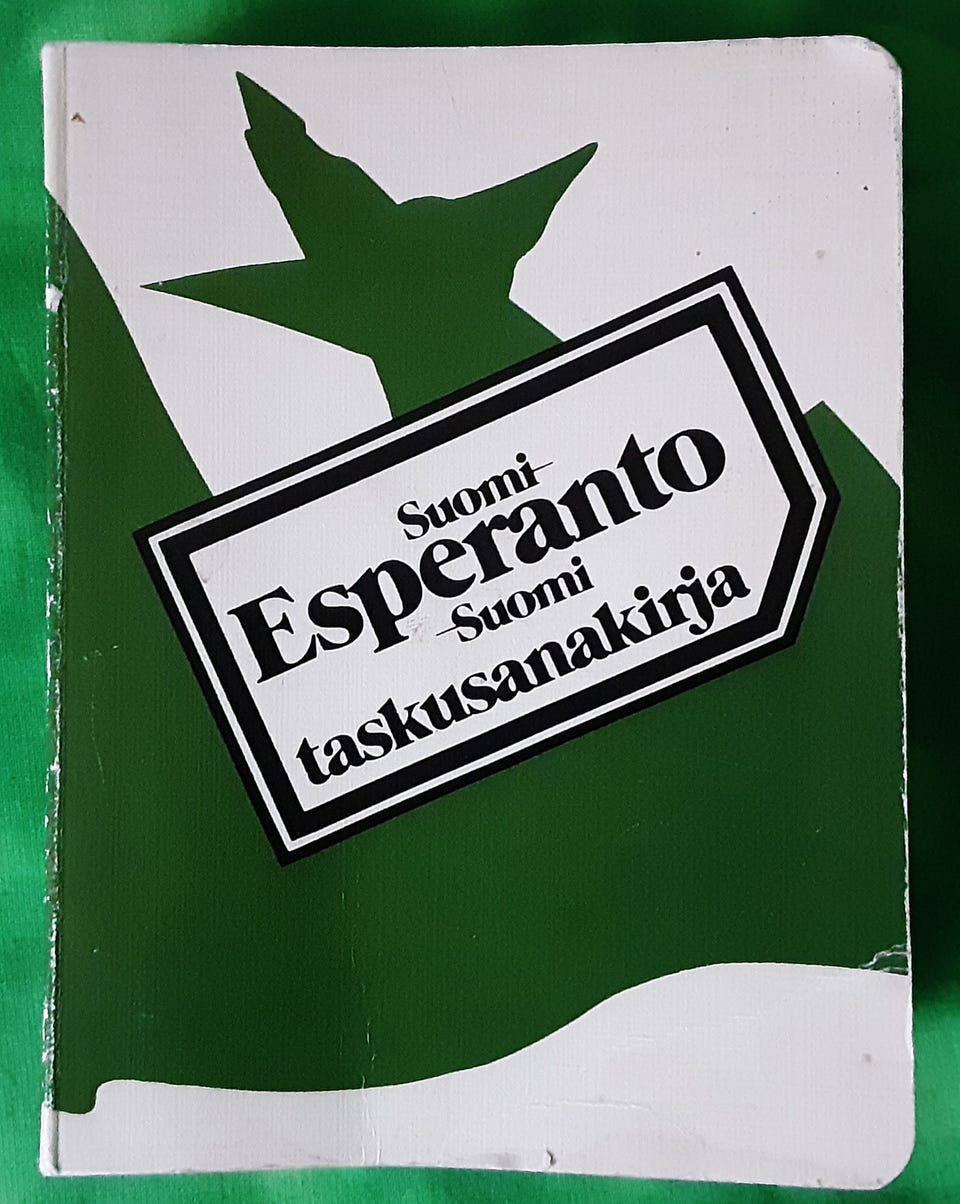 Suomi-
Esperanto
-Suomi
taskusanakirja